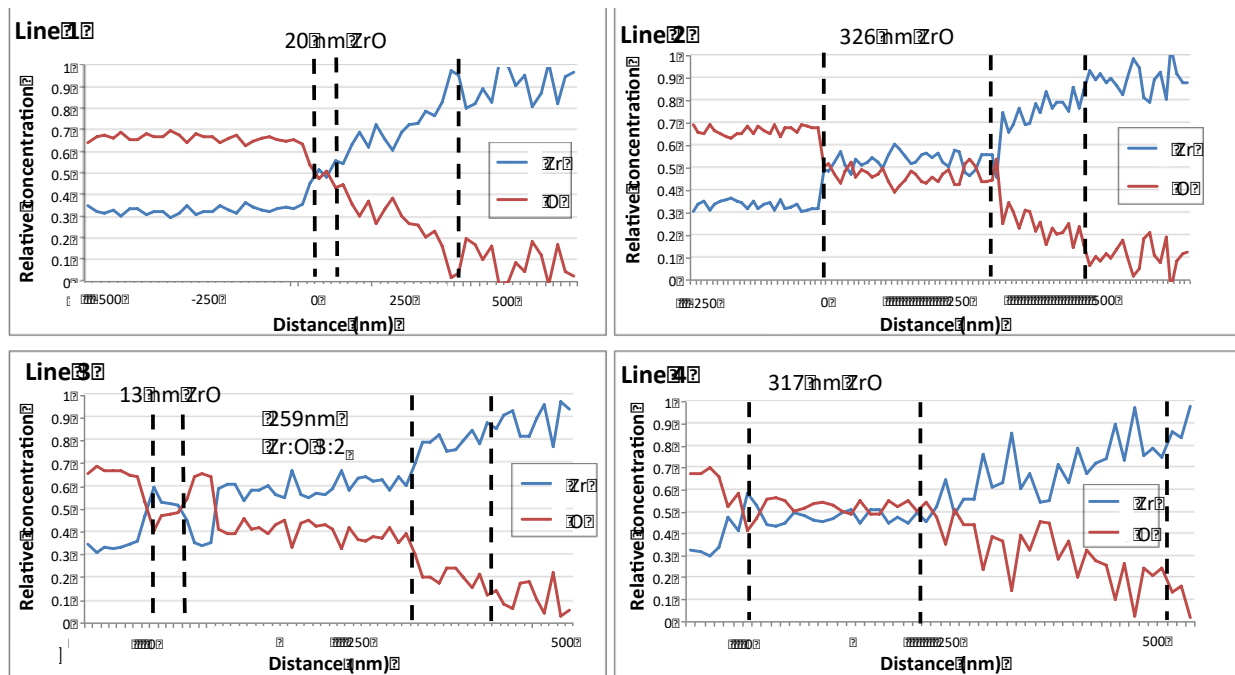 Line 1
20 nm ZrO
Relative concentration
1
0.9
0.8
0.7
0.6
0.5
0.4
0.3
0.2
0.1
0
-500 -250 0 250 500
Distance (nm)
Zr
O
Line 2
326 nm ZrO
Relative concentration
1
0.9
0.8
0.7
0.6
0.5
0.4
0.3
0.2
0.1
0
-250 0 250 500
Distance (nm)
Zr
O
Line 3
13 nm ZrO
259nm
Zr:O 3:2
Relative concentration
1
0.9
0.8
0.7
0.6
0.5
0.4
0.3
0.2
0.1
0
0 250 500
Distance (nm)
Zr
O
]
Line 4
317 nm ZrO
Relative concentration
1
0.9
0.8
0.7
0.6
0.5
0.4
0.3
0.2
0.1
0
0 250 500
Distance (nm)
Zr
O